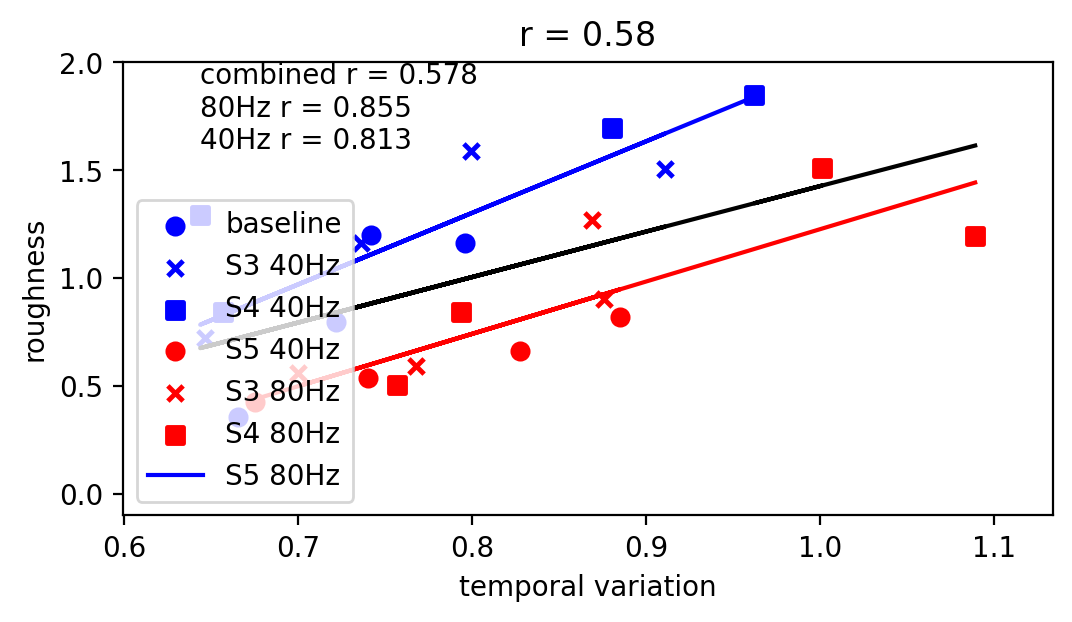 r = 0.58
combined r = 0.578
80Hz r = 0.855
40Hz r = 0.813
2.0
1.5
1.0
0.5
0.0
roughness
baseline
S3 40Hz
S4 40Hz
S5 40Hz
S3 80Hz
S4 80Hz
S5 80Hz
0.6 0.7 0.8 0.9 1.0 1.1
temporal variation